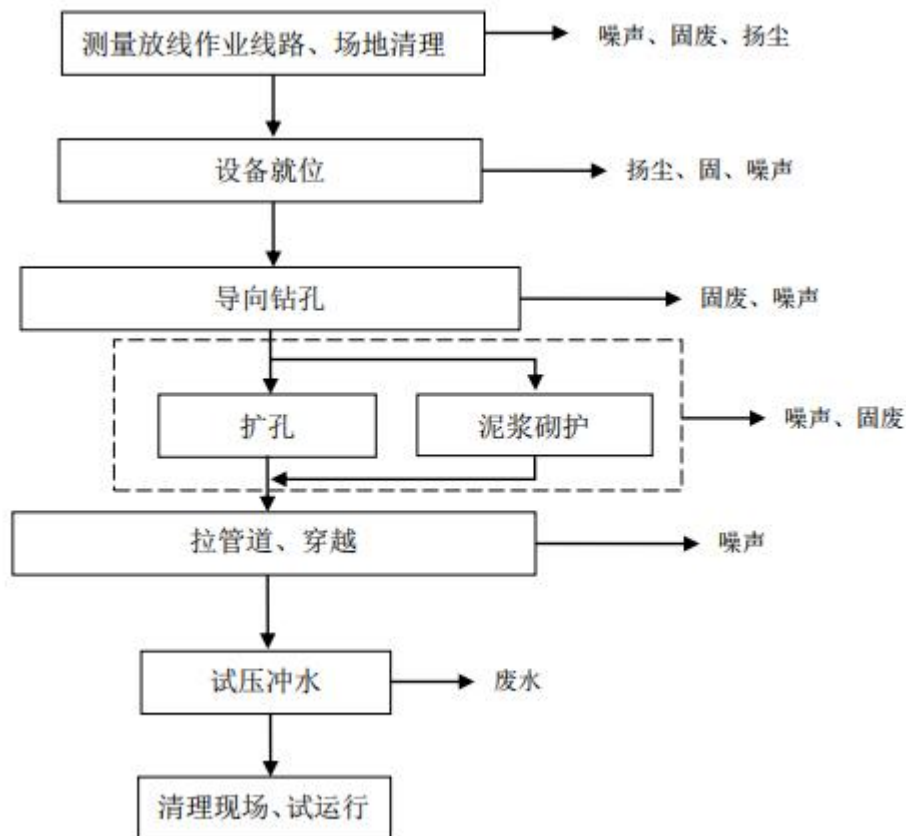 测量放线作业线路、场地清理
噪声、固废、扬尘
设备就位
扬尘、固、噪声
导向钻孔
固废、噪声
扩孔
泥浆砌护
噪声、固废
拉管道、穿越
噪声
试压冲水
废水
清理现场、试运行